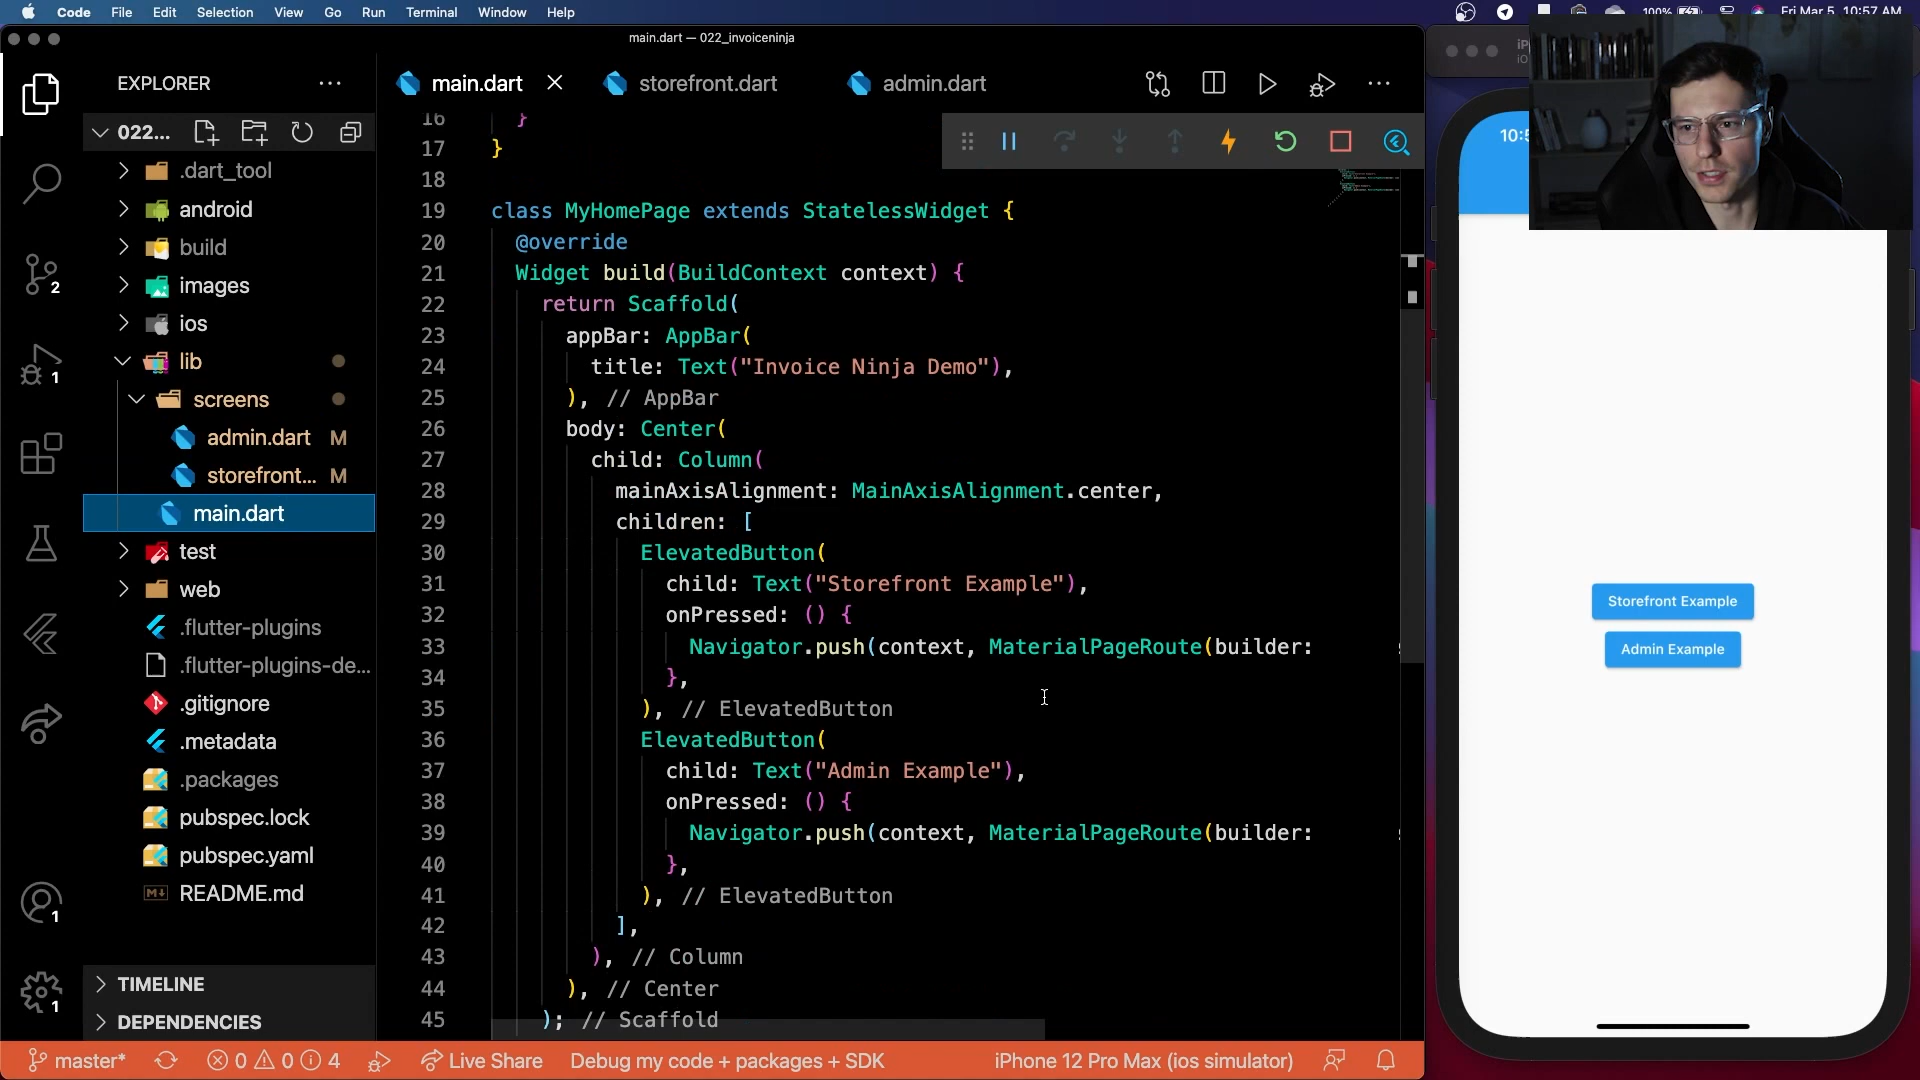 Code File Edit Selection View Go Run Terminal Window Help
100% Fri Mar 5 10:57 AM
main.dart — 022_invoiceninja
EXPLORER
main.dart
storefront.dart
admin.dart
022...
.dart_tool
android
build
images
ios
lib
screens
admin.dart M
storefront... M
main.dart
test
web
.flutter-plugins
.flutter-plugins-de...
.gitignore
.metadata
.packages
pubspec.lock
pubspec.yaml
README.md
TIMELINE
DEPENDENCIES
2
1
1
1
16 }
17 }
18
19 class MyHomePage extends StatelessWidget {
20 @override
21 Widget build(BuildContext context) {
22 return Scaffold(
23 appBar: AppBar(
24 title: Text("Invoice Ninja Demo"),
25 ), // AppBar
26 body: Center(
27 child: Column(
28 mainAxisAlignment: MainAxisAlignment.center,
29 children: [
30 ElevatedButton(
31 child: Text("Storefront Example"),
32 onPressed: () {
33 Navigator.push(context, MaterialPageRoute(builder:
34 },
35 ), // ElevatedButton
36 ElevatedButton(
37 child: Text("Admin Example"),
38 onPressed: () {
39 Navigator.push(context, MaterialPageRoute(builder:
40 },
41 ), // ElevatedButton
42 ],
43 ), // Column
44 ), // Center
45 ); // Scaffold
Storefront Example
Admin Example
master* 0 0 4 Live Share Debug my code + packages + SDK iPhone 12 Pro Max (ios simulator)